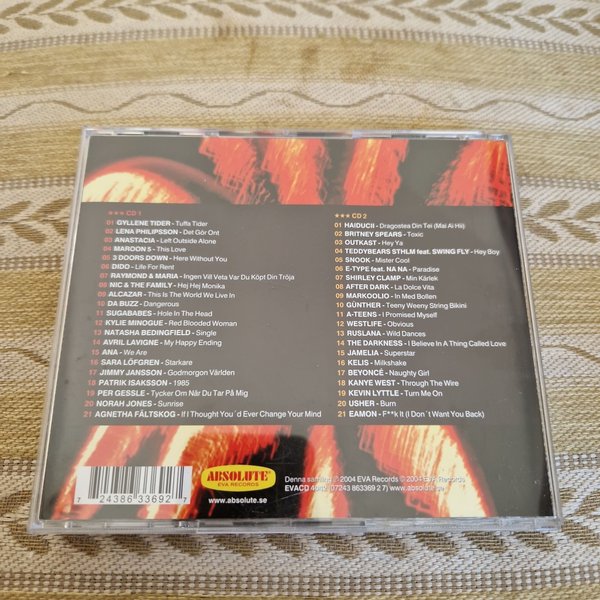 ★★★ CD 1
01 GYLLENE TIDER - Tuffa Tider
02 LENA PHILIPSSON - Det Gör Ont
03 ANASTACIA - Left Outside Alone
04 MAROON 5 - This Love
05 3 DOORS DOWN - Here Without You
06 DIDO - Life For Rent
07 RAYMOND & MARIA - Ingen Vill Veta Var Du Köpt Din Tröja
08 NIC & THE FAMILY - Hej Hej Monika
09 ALCAZAR - This Is The World We Live In
10 DA BUZZ - Dangerous
11 SUGABABES - Hole In The Head
12 KYLIE MINOGUE - Red Blooded Woman
13 NATASHA BEDINGFIELD - Single
14 AVRIL LAVIGNE - My Happy Ending
15 ANA - We Are
16 SARA LÖFGREN - Starkare
17 JIMMY JANSSON - Godmorgon Världen
18 PATRIK ISAKSSON - 1985
19 PER GESSLE - Tycker Om När Du Tar På Mig
20 NORAH JONES - Sunrise
21 AGNETHA FÄLTSKOG - If I Thought You´d Ever Change Your Mind
★★★ CD 2
01 HAIDUCII - Dragostea Din Tei (Mai Ai Hii)
02 BRITNEY SPEARS - Toxic
03 OUTKAST - Hey Ya
04 TEDDYBEARS STHLM feat. SWING FLY - Hey Boy
05 SNOOK - Mister Cool
06 E-TYPE feat. NA NA - Paradise
07 SHIRLEY CLAMP - Min Kärlek
08 AFTER DARK - La Dolce Vita
09 MARKOOLIO - In Med Bollen
10 GÜNTHER - Teeny Weeny String Bikini
11 A-TEENS - I Promised Myself
12 WESTLIFE - Obvious
13 RUSLANA - Wild Dances
14 THE DARKNESS - I Believe In A Thing Called Love
15 JAMELIA - Superstar
16 KELIS - Milkshake
17 BEYONCÉ - Naughty Girl
18 KANYE WEST - Through The Wire
19 KEVIN LYTTLE - Turn Me On
20 USHER - Burn
21 EAMON - F**k It (I Don´t Want You Back)
7 24386 33692 7
ABSOLUTE
EVA RECORDS
www.absolute.se
Denna samling ℗ 2004 EVA Records © 2004 EVA Records
EVACD (07243 863369 2 7) www.absolute.se